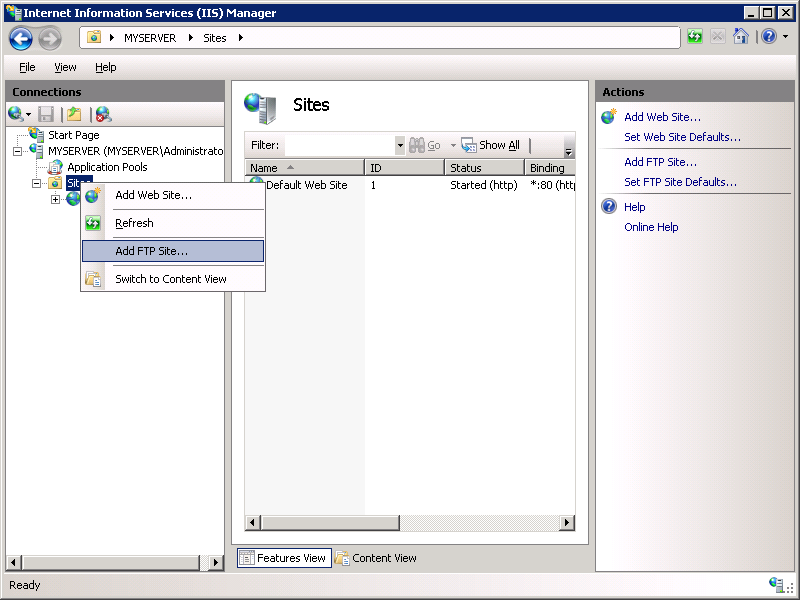 Internet Information Services (IIS) Manager
MYSERVER Sites
File View Help
Connections
Start Page
MYSERVER (MYSERVER\Administrato
Application Pools
Sites
Add Web Site...
Refresh
Add FTP Site...
Switch to Content View
Sites
Filter: Go Show All
Name ID Status Binding
Default Web Site 1 Started (http) *:80 (http
Features View Content View
Actions
Add Web Site...
Set Web Site Defaults...
Add FTP Site...
Set FTP Site Defaults...
Help
Online Help
Ready